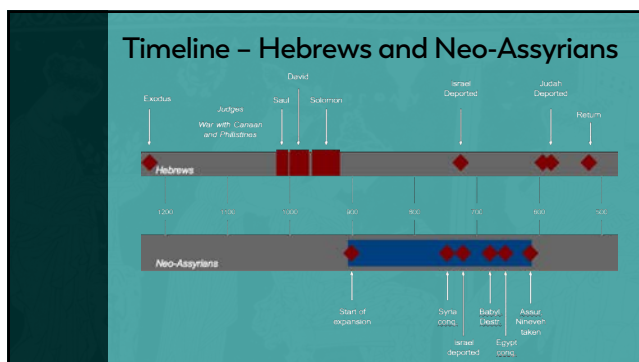 Timeline – Hebrews and Neo-Assyrians
David
Exodus
Judges
War with Canaan
and Philistines
Saul
Solomon
Israel
Deported
Judah
Deported
Return
Hebrews
1200
1100
1000
900
800
700
600
500
Neo-Assyrians
Start of
expansion
Syria
conq.
Israel
deported
Babyl.
Destr.
Egypt
conq.
Assur,
Nineveh
taken